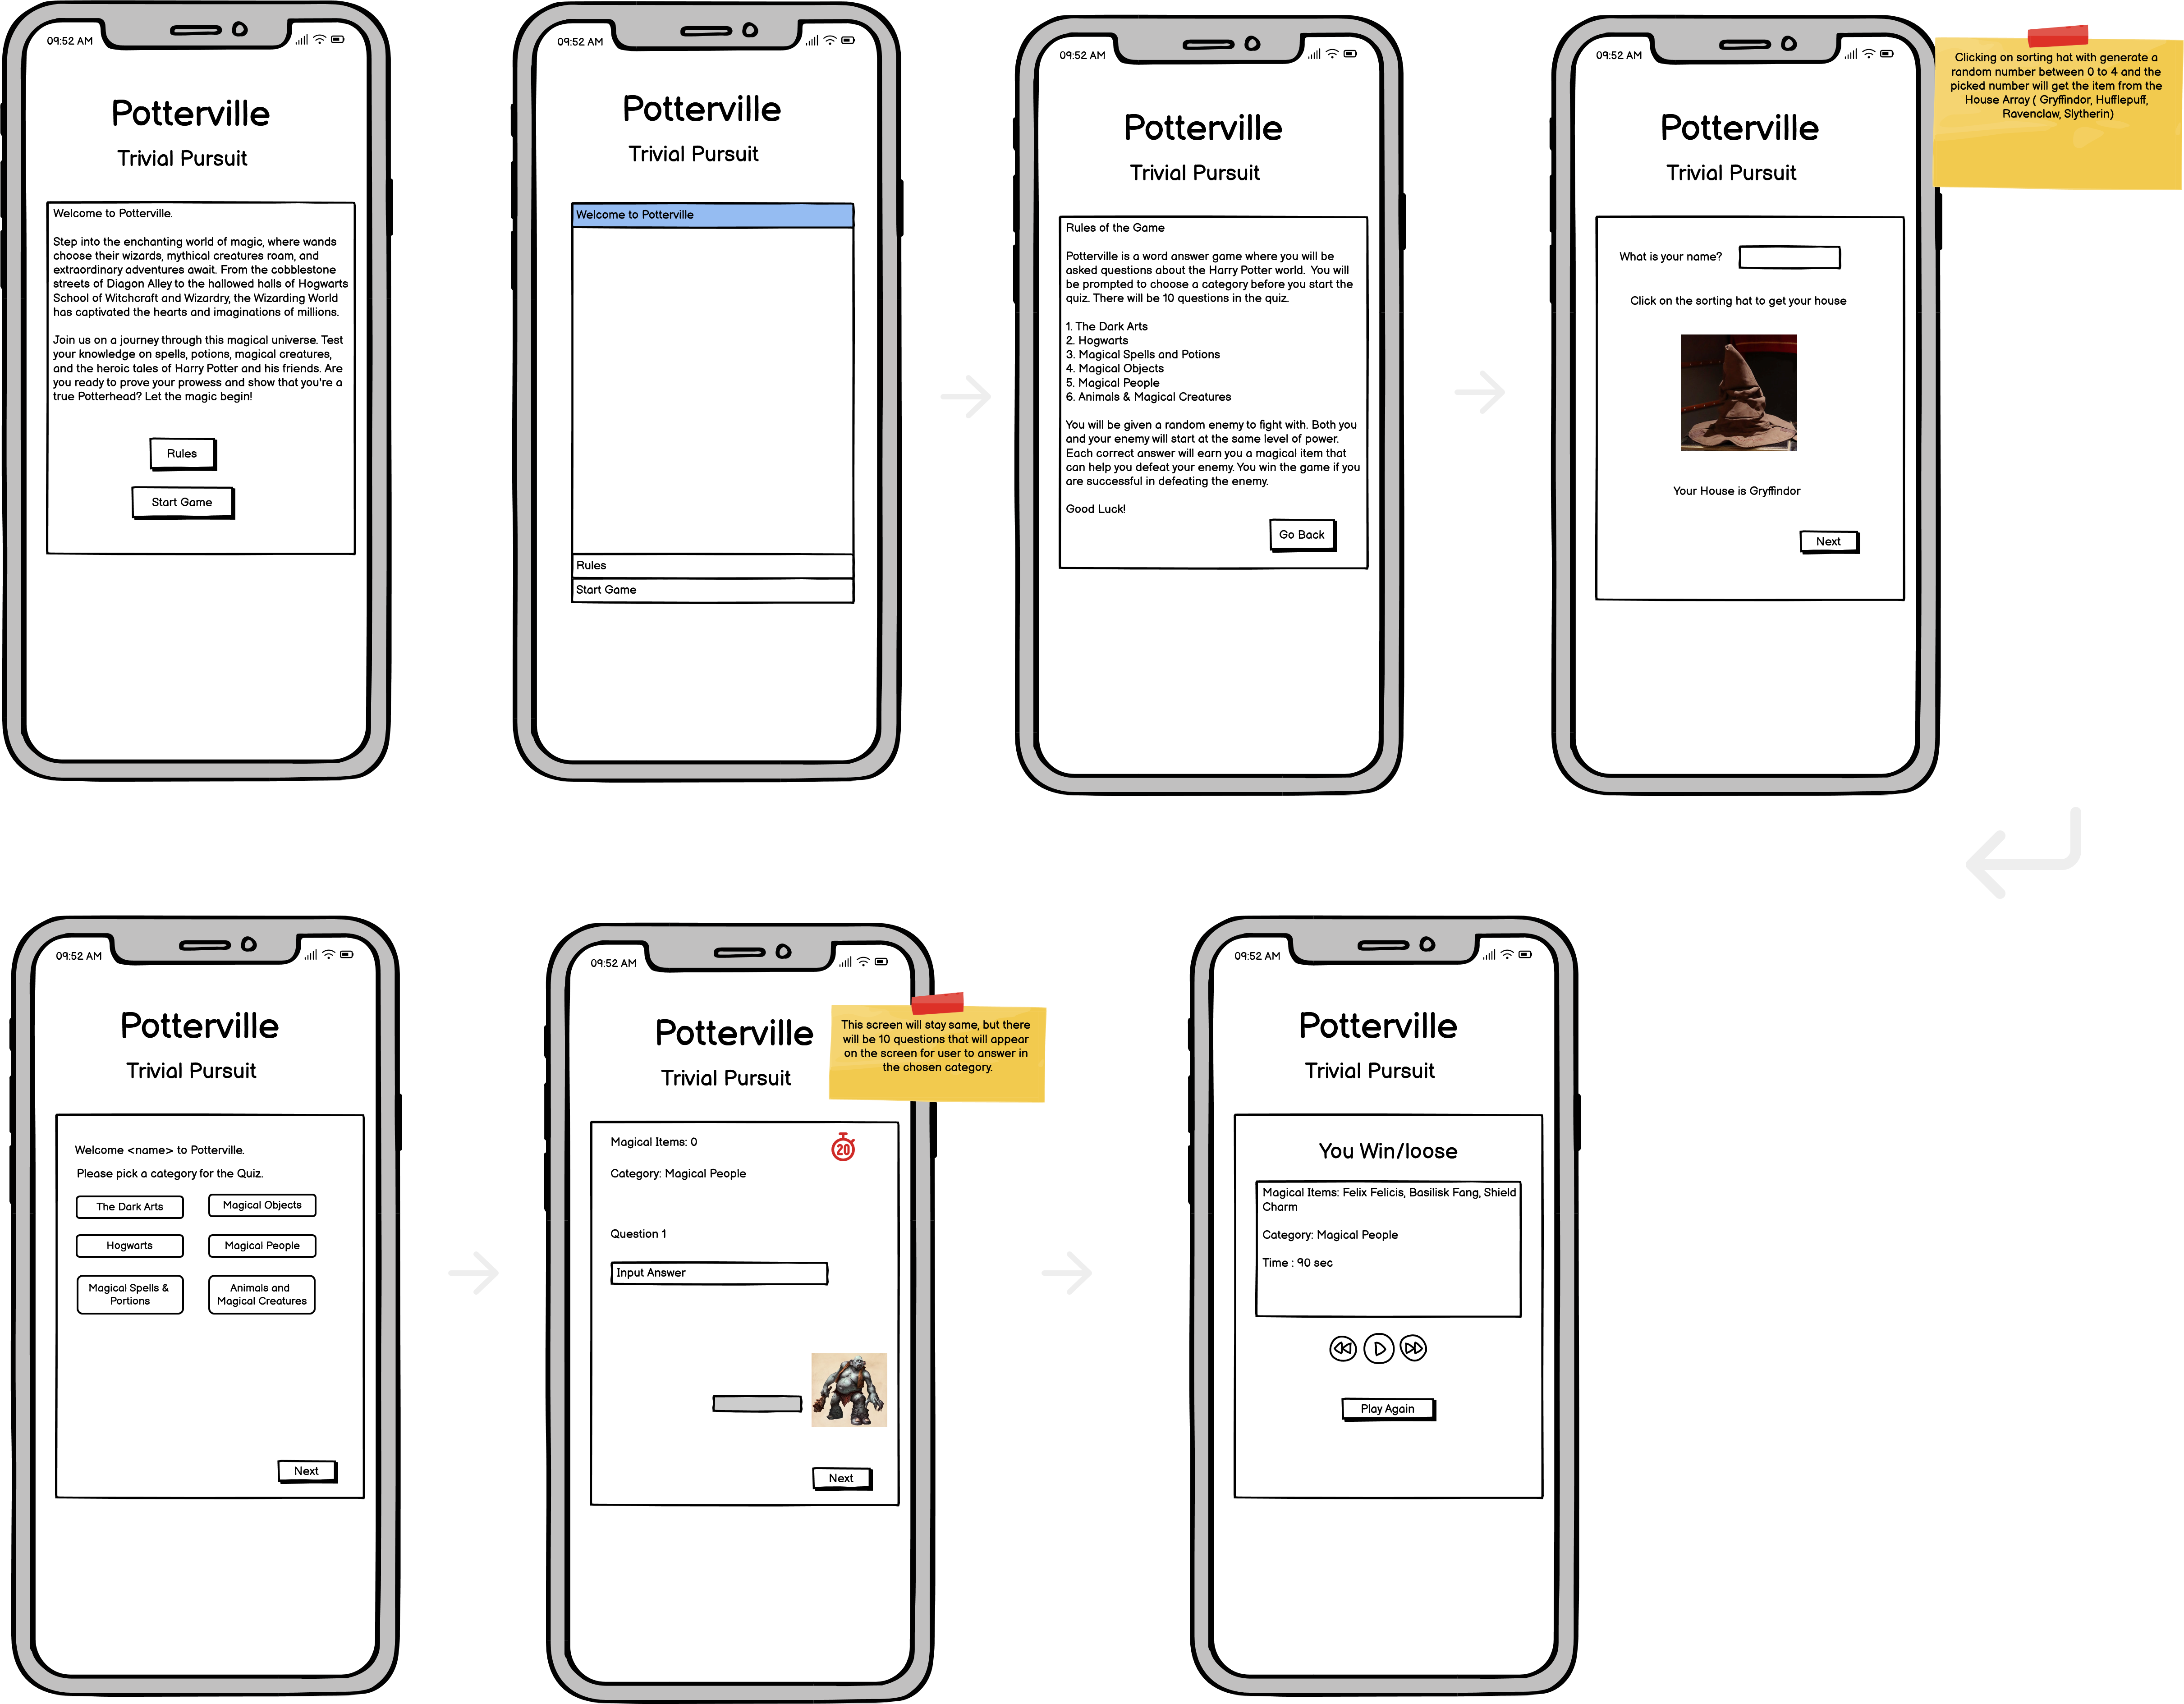 09:52 AM
Potterville
Trivial Pursuit
Welcome to Potterville.
Step into the enchanting world of magic, where wands
choose their wizards, mythical creatures roam, and
extraordinary adventures await. From the cobblestone
streets of Diagon Alley to the hallowed halls of Hogwarts
School of Witchcraft and Wizardry, the Wizarding World
has captivated the hearts and imaginations of millions.
Join us on a journey through this magical universe. Test
your knowledge on spells, potions, magical creatures,
and the heroic tales of Harry Potter and his friends. Are
you ready to prove your prowess and show that you're a
true Potterhead? Let the magic begin!
Rules
Start Game
09:52 AM
Potterville
Trivial Pursuit
Welcome to Potterville
Rules
Start Game
09:52 AM
Potterville
Trivial Pursuit
Rules of the Game
Potterville is a word answer game where you will be
asked questions about the Harry Potter world. You will
be prompted to choose a category before you start the
quiz. There will be 10 questions in the quiz.
1. The Dark Arts
2. Hogwarts
3. Magical Spells and Potions
4. Magical Objects
5. Magical People
6. Animals & Magical Creatures
You will be given a random enemy to fight with. Both you
and your enemy will start at the same level of power.
Each correct answer will earn you a magical item that
can help you defeat your enemy. You win the game if you
are successful in defeating the enemy.
Good Luck!
Go Back
09:52 AM
Potterville
Trivial Pursuit
What is your name?
Click on the sorting hat to get your house
Your House is Gryffindor
Next
Clicking on sorting hat with generate a
random number between 0 to 4 and the
picked number will get the item from the
House Array ( Gryffindor, Hufflepuff,
Ravenclaw, Slytherin)
09:52 AM
Potterville
Trivial Pursuit
Welcome <name> to Potterville.
Please pick a category for the Quiz.
The Dark Arts
Magical Objects
Hogwarts
Magical People
Magical Spells &
Portions
Animals and
Magical Creatures
Next
09:52 AM
Potterville
Trivial Pursuit
This screen will stay same, but there
will be 10 questions that will appear
on the screen for user to answer in
the chosen category.
Magical Items: 0
20
Category: Magical People
Question 1
Input Answer
Next
09:52 AM
Potterville
Trivial Pursuit
You Win/loose
Magical Items: Felix Felicis, Basilisk Fang, Shield
Charm
Category: Magical People
Time : 90 sec
Play Again